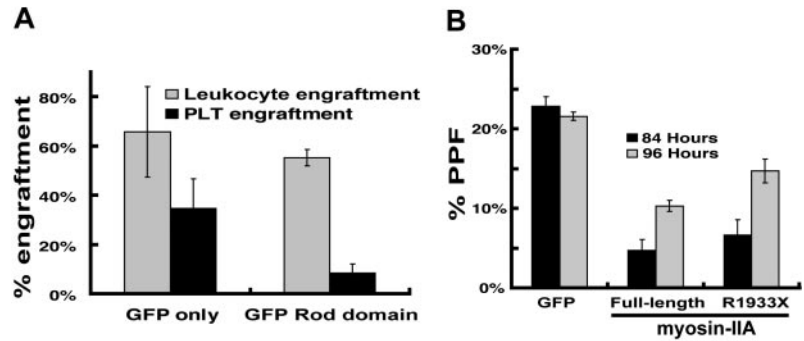 A
% engraftment
80%
60%
40%
20%
0%
Leukocyte engraftment
PLT engraftment
GFP only
GFP Rod domain
B
% PPF
30%
20%
10%
0%
84 Hours
96 Hours
GFP
Full-length
R1933X
myosin-IIA